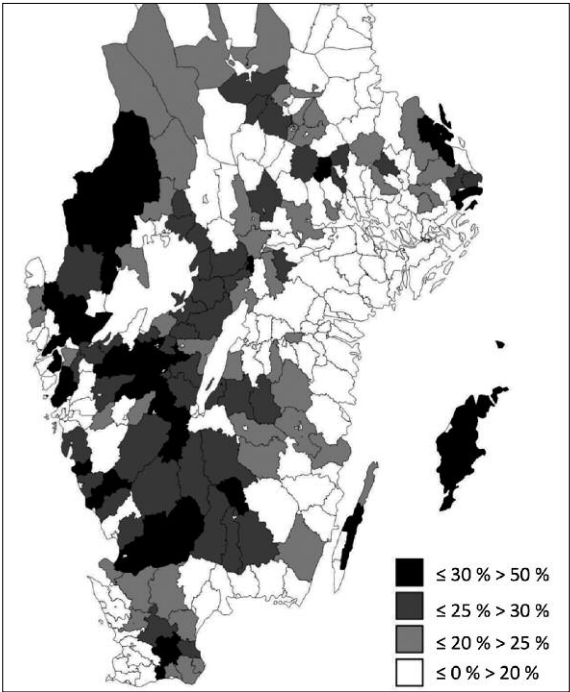 ≤ 30 % > 50 %
≤ 25 % > 30 %
≤ 20 % > 25 %
≤ 0 % > 20 %